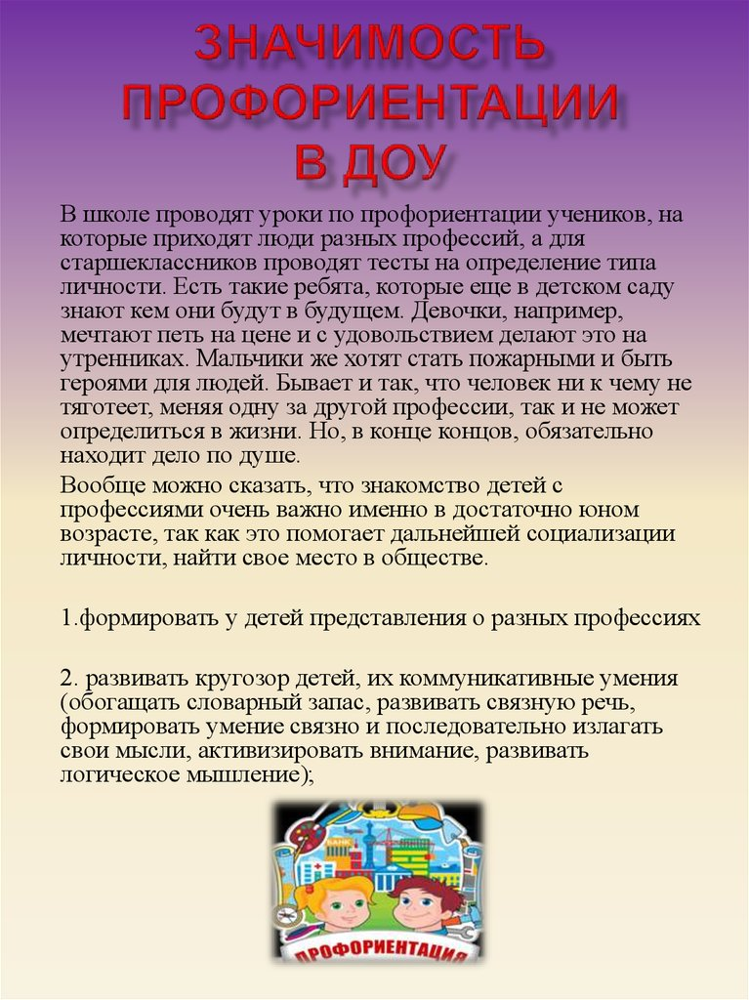 ЗНАЧИМОСТЬ
ПРОФОРИЕНТАЦИИ
В ДОУ
В школе проводят уроки по профориентации учеников, на
которые приходят люди разных профессий, а для
старшеклассников проводят тесты на определение типа
личности. Есть такие ребята, которые еще в детском саду
знают кем они будут в будущем. Девочки, например,
мечтают петь на цене и с удовольствием делают это на
утренниках. Мальчики же хотят стать пожарными и быть
героями для людей. Бывает и так, что человек ни к чему не
тяготеет, меняя одну за другой профессии, так и не может
определиться в жизни. Но, в конце концов, обязательно
находит дело по душе.
Вообще можно сказать, что знакомство детей с
профессиями очень важно именно в достаточно юном
возрасте, так как это помогает дальнейшей социализации
личности, найти свое место в обществе.
1.формировать у детей представления о разных профессиях
2. развивать кругозор детей, их коммуникативные умения
(обогащать словарный запас, развивать связную речь,
формировать умение связно и последовательно излагать
свои мысли, активизировать внимание, развивать
логическое мышление);
БАНК
ПРОФОРИЕНТАЦИЯ